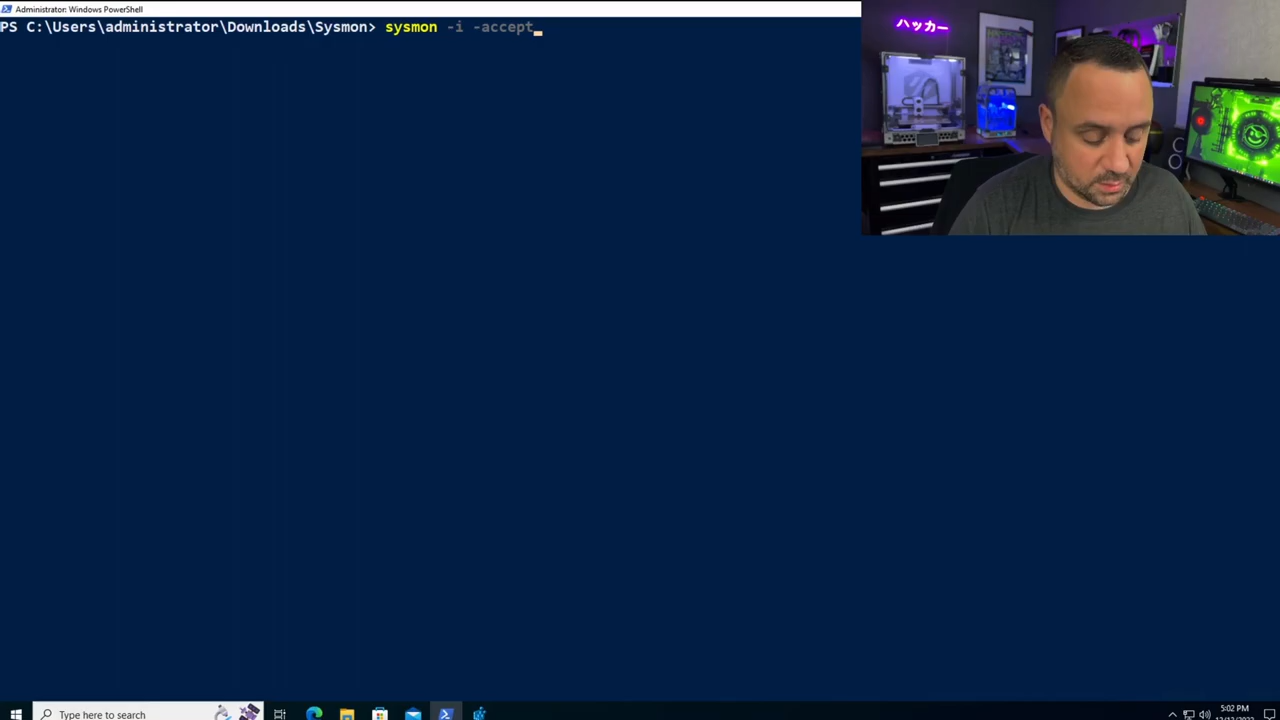 Administrator: Windows PowerShell
PS C:\Users\administrator\Downloads\Sysmon> sysmon -i -accept
ハッカー
Type here to search
5:02 PM